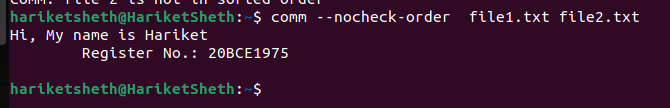 comm: file 2 is not in sorted order
hariketsheth@HariketSheth:~$ comm --nocheck-order  file1.txt file2.txt
Hi, My name is Hariket
        Register No.: 20BCE1975

hariketsheth@HariketSheth:~$